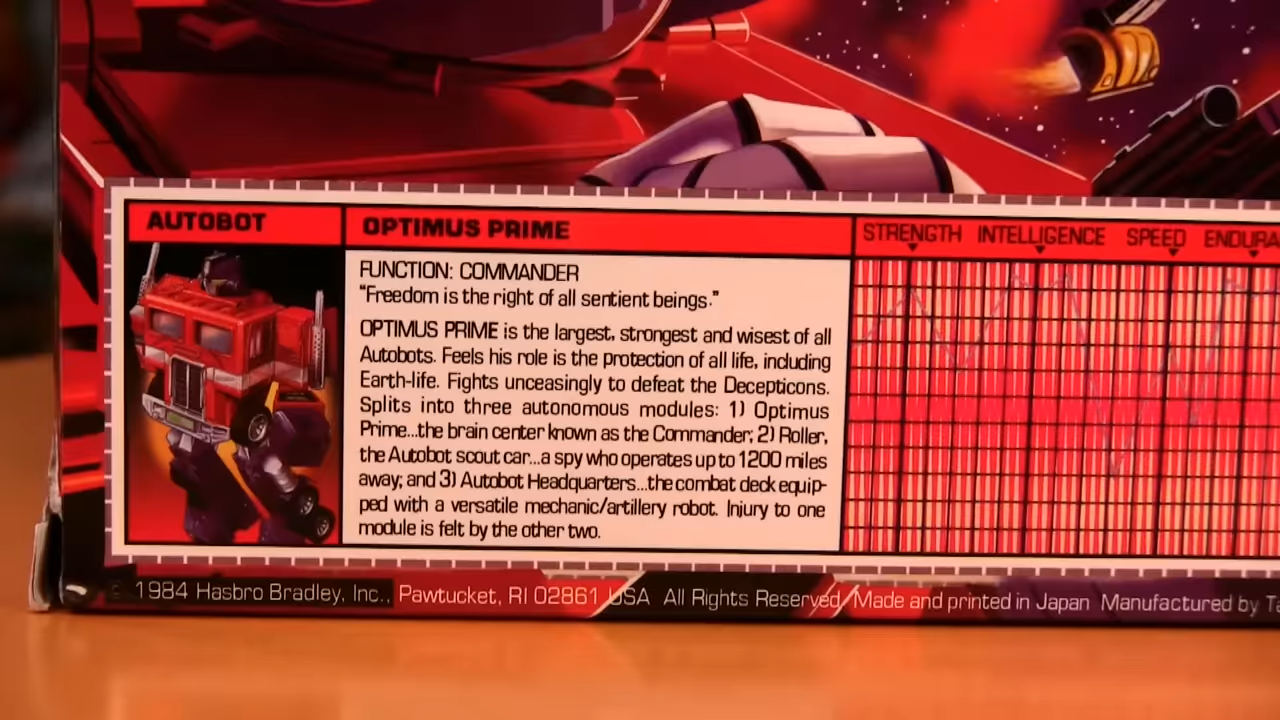 AUTOBOT
OPTIMUS PRIME
STRENGTH INTELLIGENCE SPEED ENDURA
FUNCTION: COMMANDER
"Freedom is the right of all sentient beings."
OPTIMUS PRIME is the largest, strongest and wisest of all
Autobots. Feels his role is the protection of all life, including
Earth-life. Fights unceasingly to defeat the Decepticons.
Splits into three autonomous modules: 1) Optimus
Prime...the brain center known as the Commander; 2) Roller,
the Autobot scout car...a spy who operates up to 1200 miles
away; and 3) Autobot Headquarters...the combat deck equip-
ped with a versatile mechanic/artillery robot. Injury to one
module is felt by the other two.
© 1984 Hasbro Bradley, Inc., Pawtucket, RI 02861 USA All Rights Reserved Made and printed in Japan Manufactured by Ta